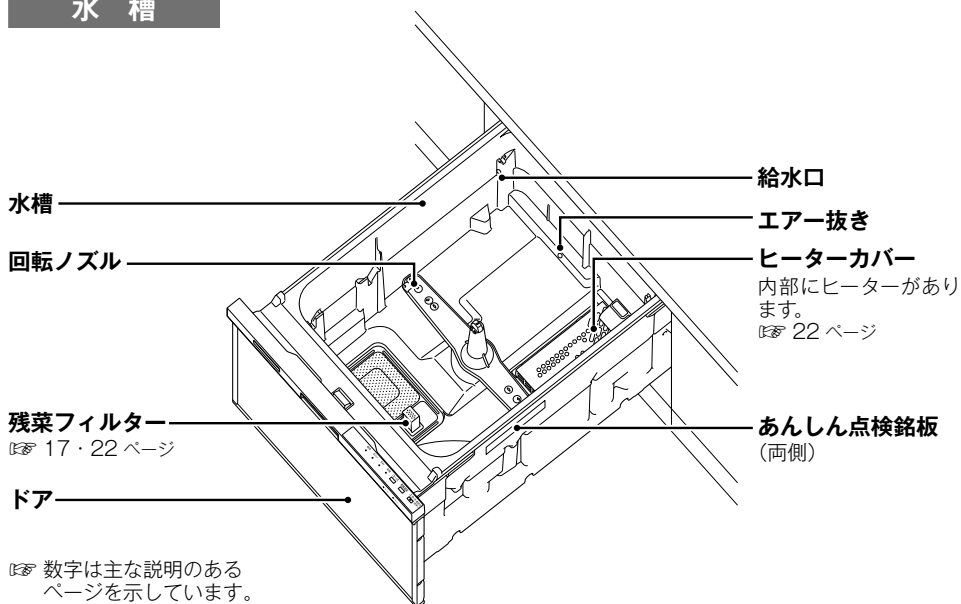 水 槽
水槽
回転ノズル
残菜フィルター
☞ 17・22 ページ
ドア
☞ 数字は主な説明のある
ページを示しています。
給水口
エアー抜き
ヒーターカバー
内部にヒーターがあり
ます。
☞ 22 ページ
あんしん点検銘板
（両側）